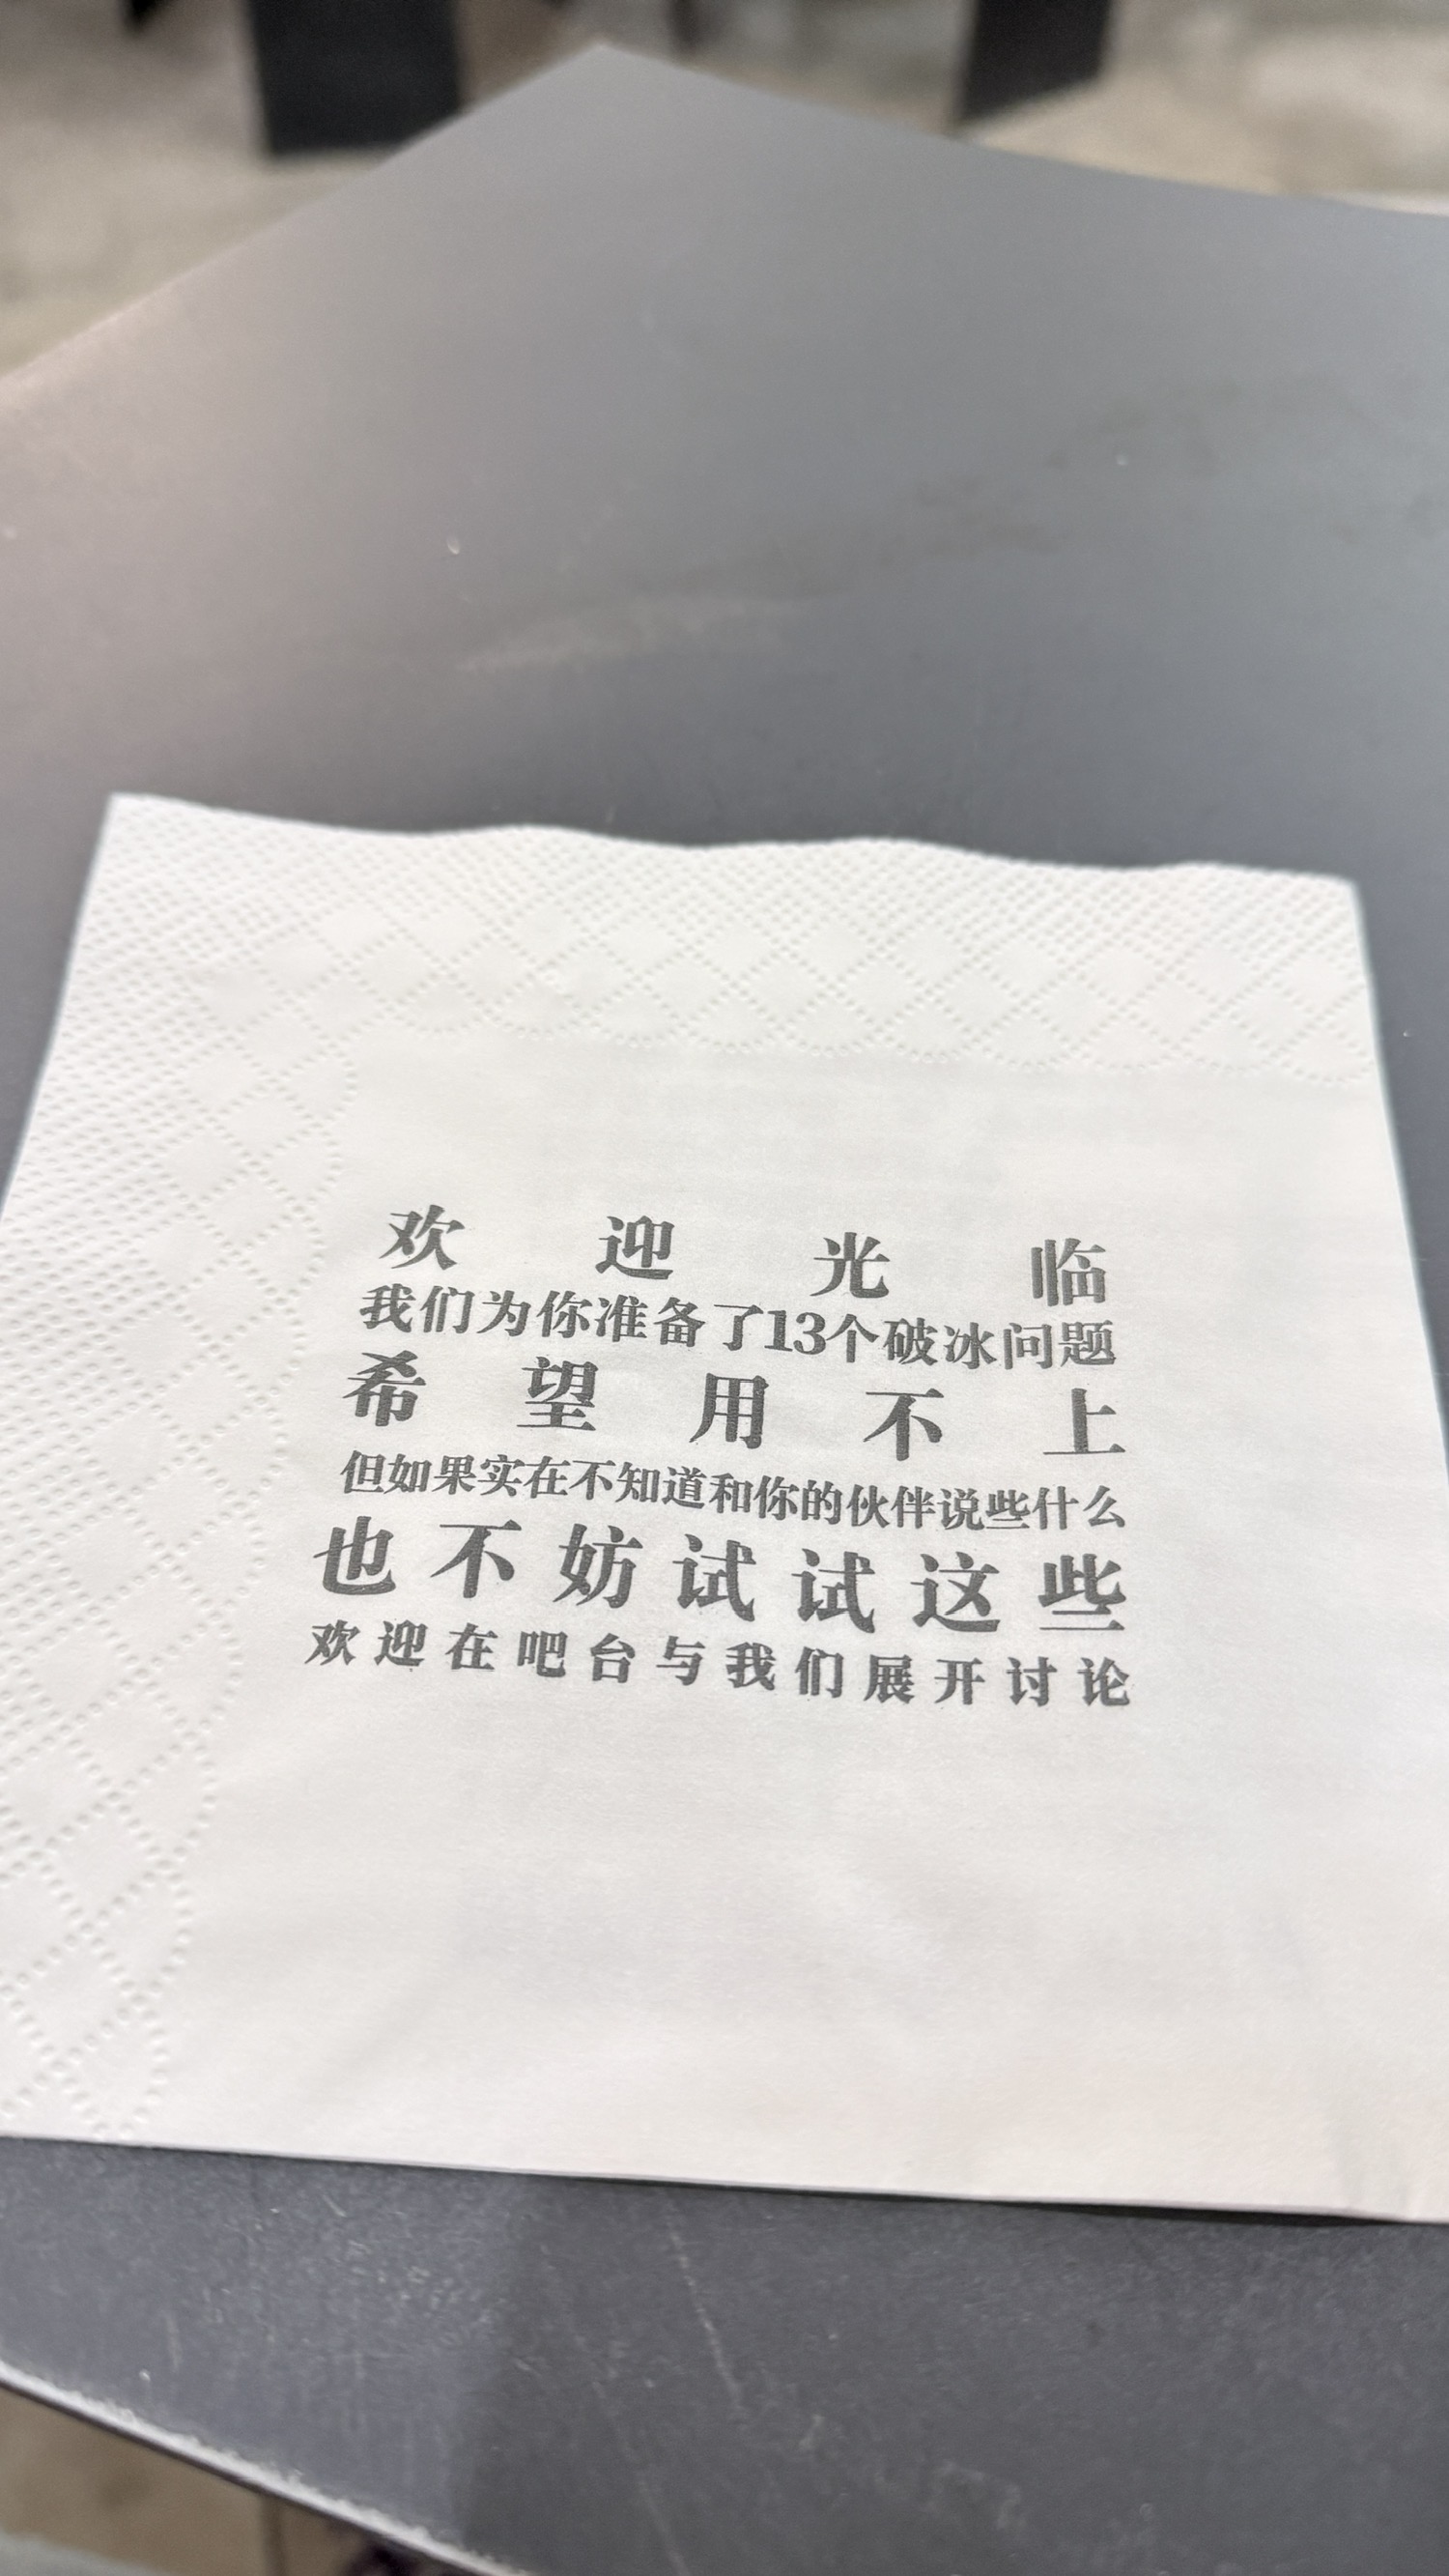 欢迎光临
我们为你准备了13个破冰问题
希望用不上
但如果实在不知道和你的伙伴说些什么
也不妨试试这些
欢迎在吧台与我们展开讨论